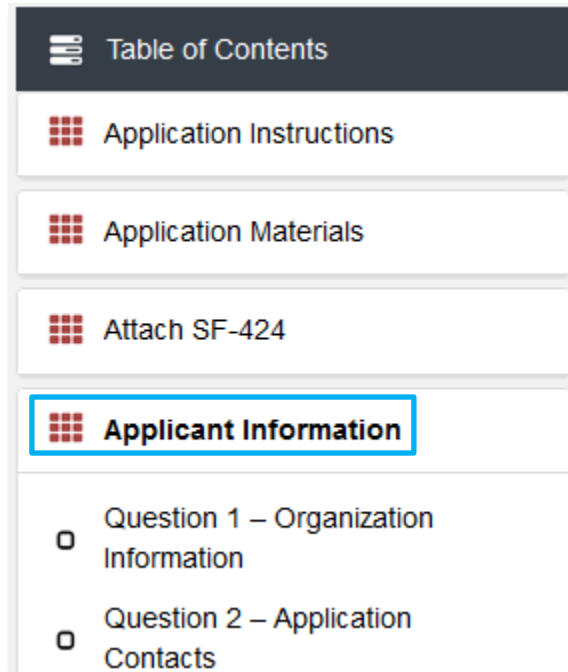 Table of Contents
Application Instructions
Application Materials
Attach SF-424
Applicant Information
Question 1 – Organization
Information
Question 2 – Application
Contacts